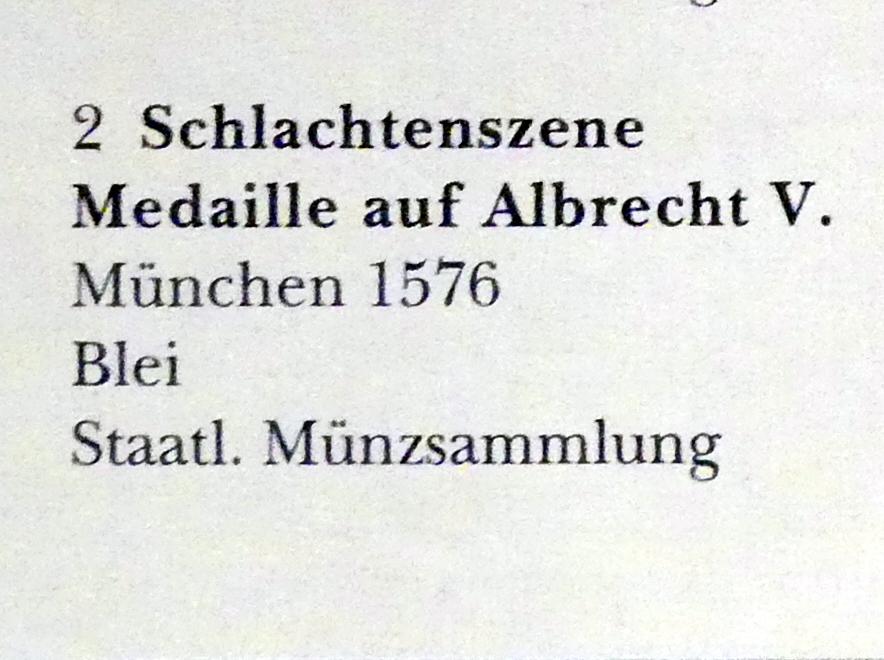 2 Schlachtenszene
Medaille auf Albrecht V.
München 1576
Blei
Staatl. Münzsammlung